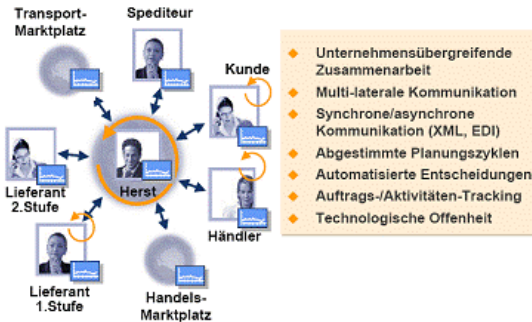 Transport-
Marktplatz
Spediteur
Kunde
Lieferant
2.Stufe
Herst
Händler
Lieferant
1.Stufe
Handels-
Marktplatz
Unternehmensübergreifende
Zusammenarbeit
Multi-laterale Kommunikation
Synchrone/asynchrone
Kommunikation (XML, EDI)
Abgestimmte Planungszyklen
Automatisierte Entscheidungen
Auftrags-/Aktivitäten-Tracking
Technologische Offenheit